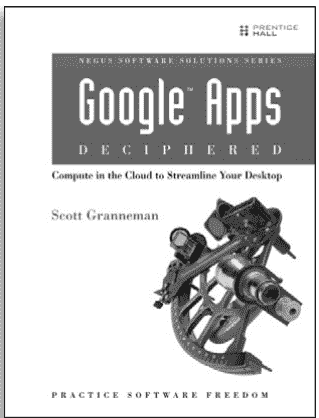 PRENTICE
HALL
NEGUS SOFTWARE SOLUTIONS SERIES
Google™ Apps
DECIPHERED
Compute in the Cloud to Streamline Your Desktop
Scott Granneman
PRACTICE SOFTWARE FREEDOM